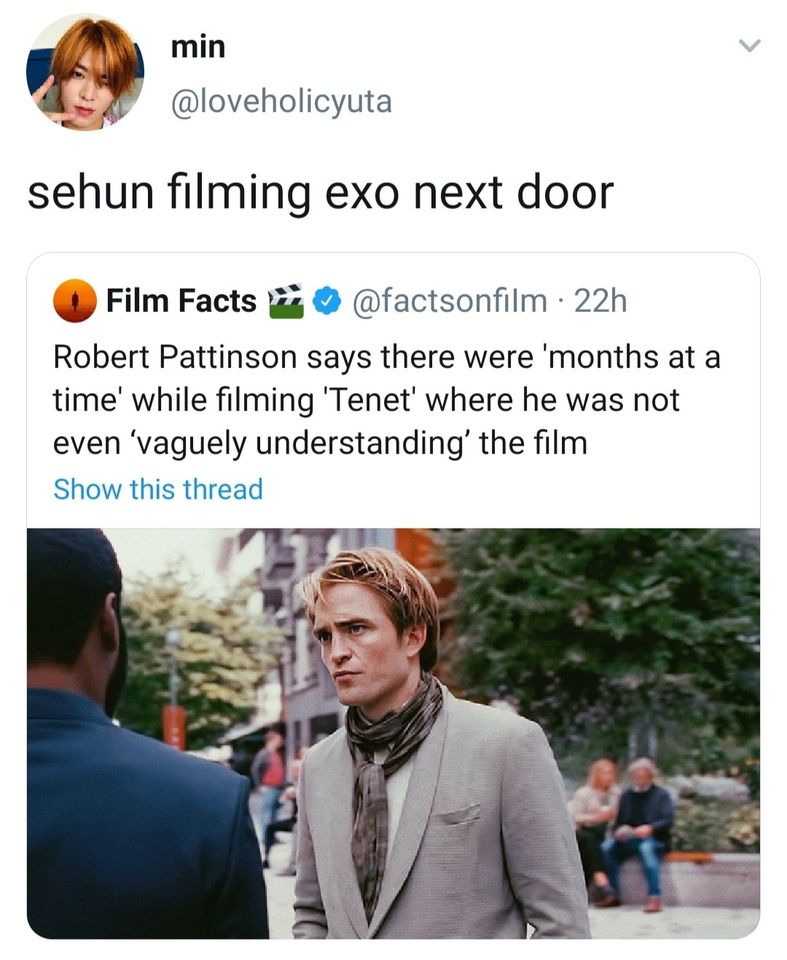 min
@loveholicyuta
sehun filming exo next door
Film Facts 🎬 @factsonfilm · 22h
Robert Pattinson says there were 'months at a
time' while filming 'Tenet' where he was not
even ‘vaguely understanding’ the film
Show this thread